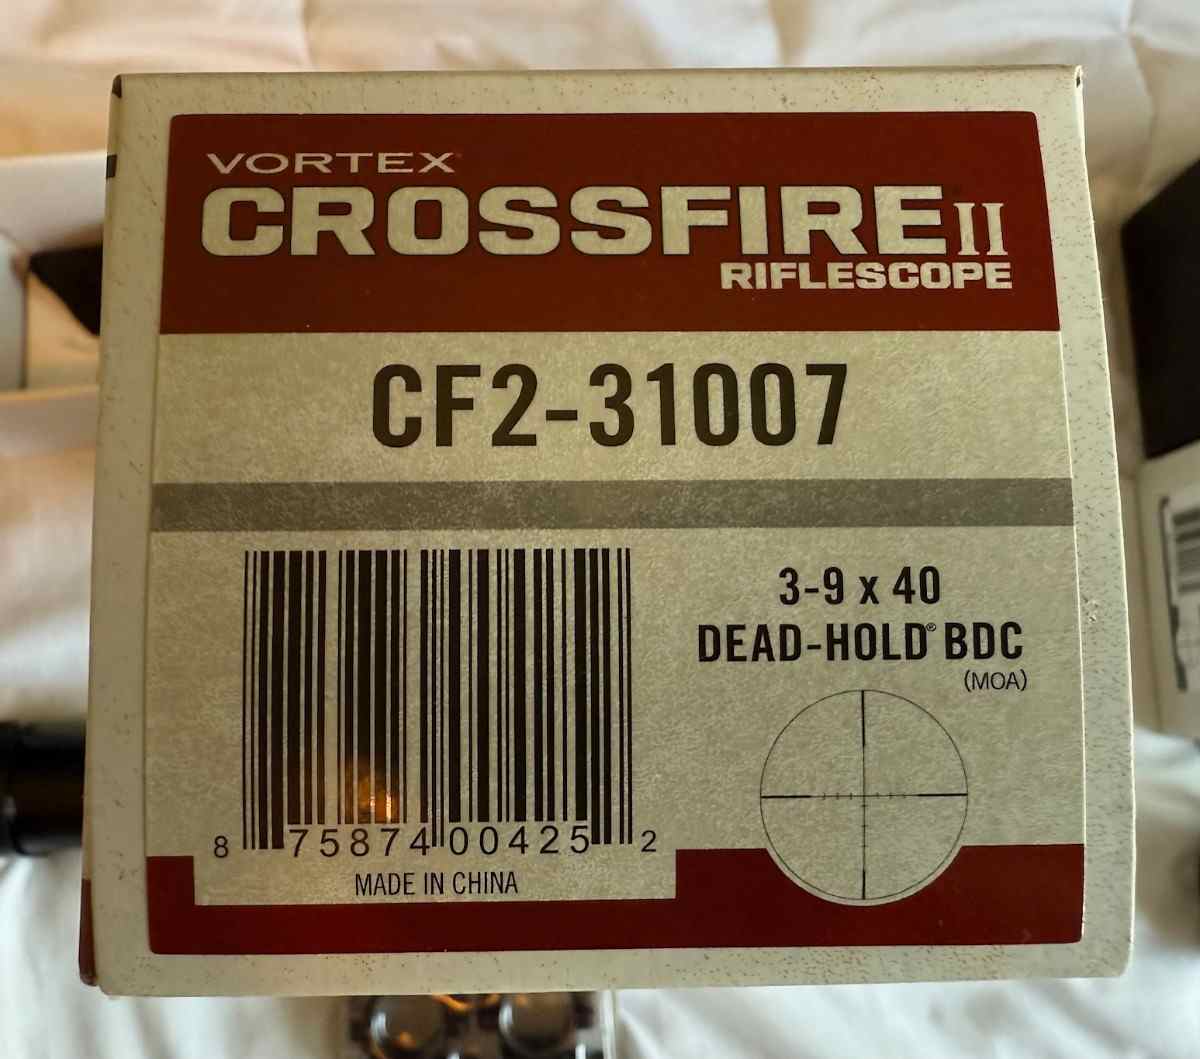 VORTEX
CROSSFIRE II
RIFLESCOPE
CF2-31007
3-9 x 40
DEAD-HOLD® BDC
(MOA)
8 75874 00425 2
MADE IN CHINA